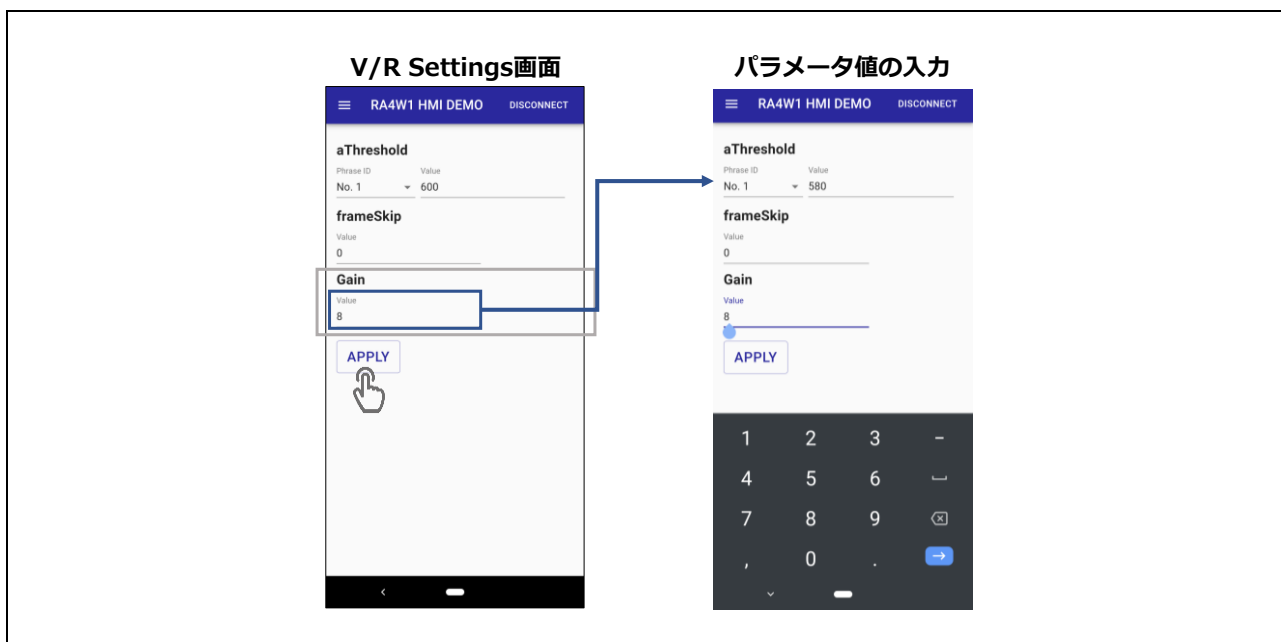 V/R Settings画面
RA4W1 HMI DEMO DISCONNECT
aThreshold
Phrase ID Value
No. 1 600
frameSkip
Value
0
Gain
Value
8
APPLY
パラメータ値の入力
RA4W1 HMI DEMO DISCONNECT
aThreshold
Phrase ID Value
No. 1 580
frameSkip
Value
0
Gain
Value
8
APPLY
1 2 3 -
4 5 6
7 8 9
, 0 .